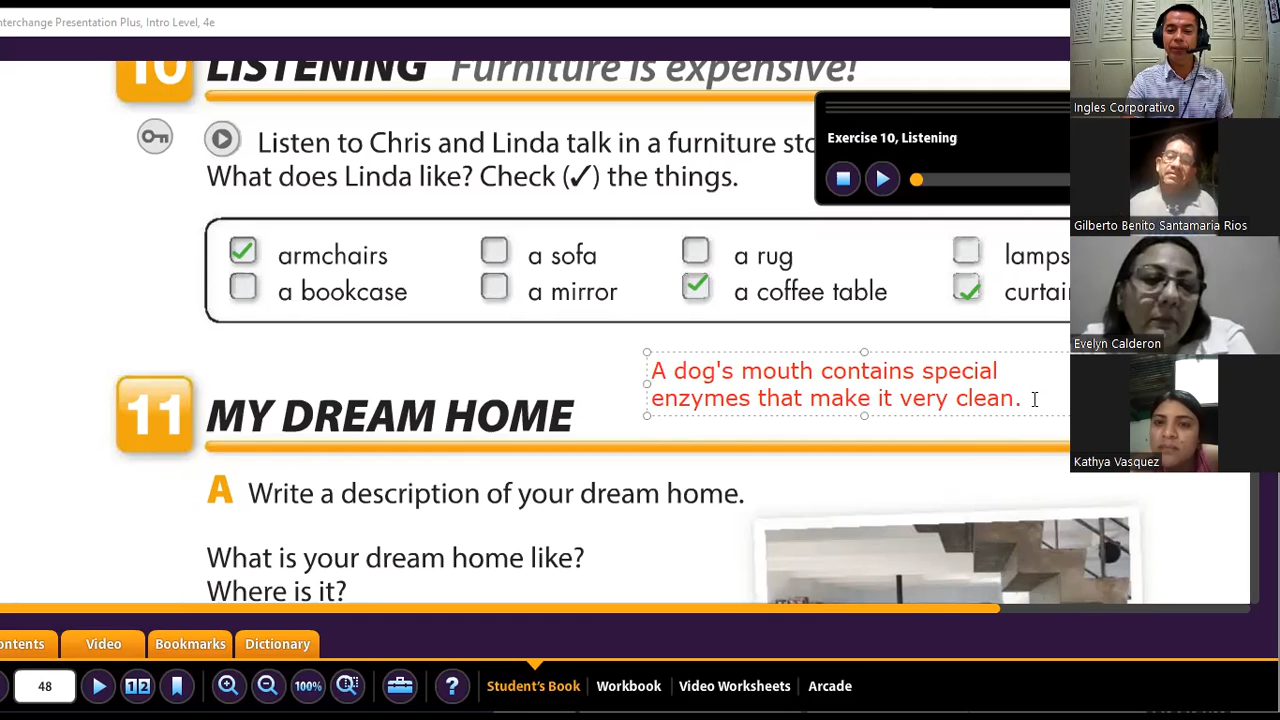 nterchange Presentation Plus, Intro Level, 4e
10 LISTENING Furniture is expensive!
Listen to Chris and Linda talk in a furniture sto
What does Linda like? Check (✓) the things.
Exercise 10, Listening
armchairs a sofa a rug lamps
a bookcase a mirror a coffee table curtai
A dog's mouth contains special
enzymes that make it very clean.
11 MY DREAM HOME
A Write a description of your dream home.
What is your dream home like?
Where is it?
Ingles Corporativo
Gilberto Benito Santamaria Rios
Evelyn Calderon
Kathya Vasquez
ontents Video Bookmarks Dictionary
48 1 2 100% ? Student's Book Workbook Video Worksheets Arcade